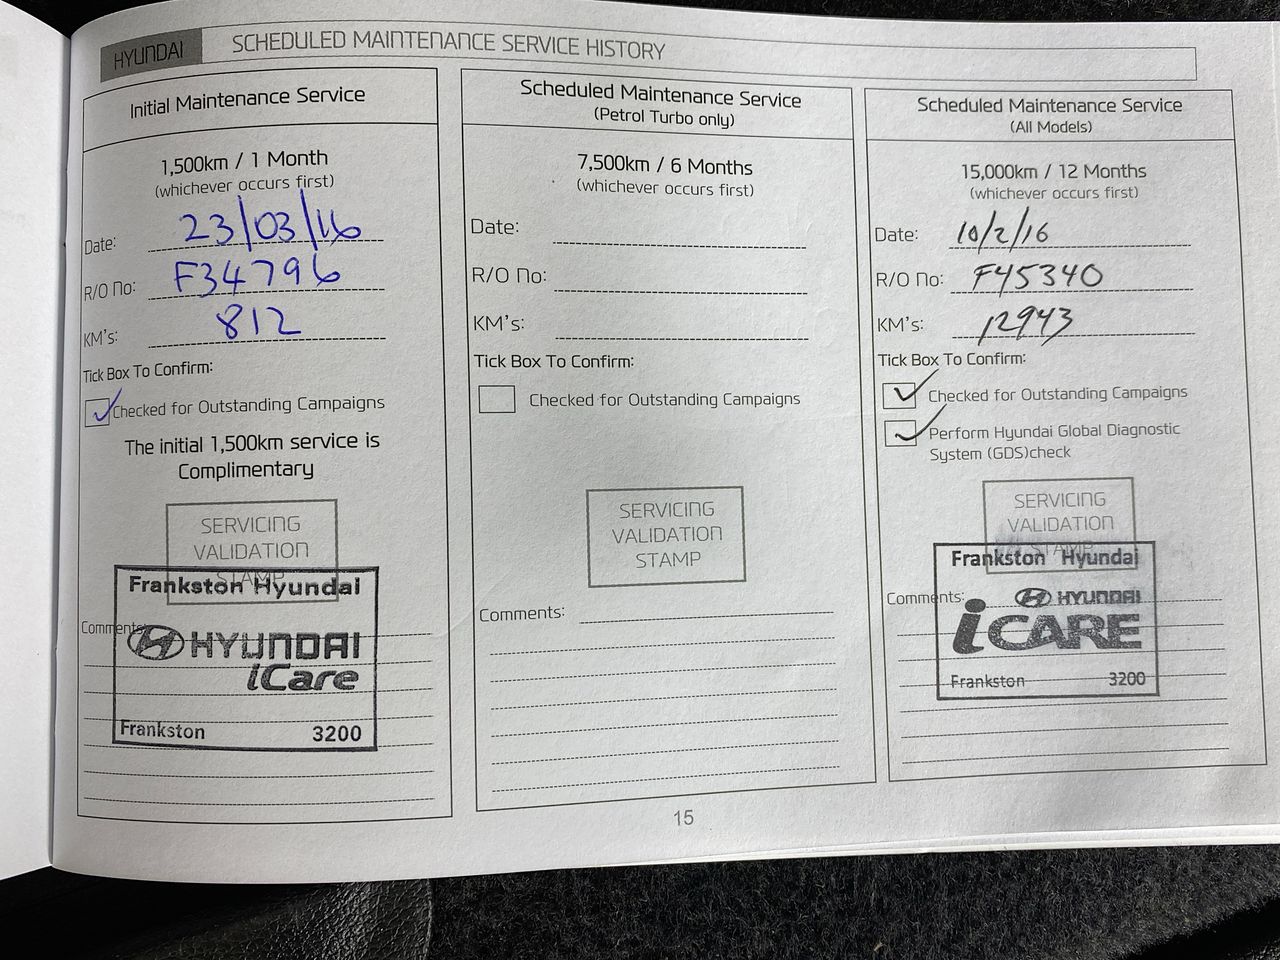 HYUNDAI SCHEDULED MAINTENANCE SERVICE HISTORY
Initial Maintenance Service
1,500km / 1 Month
(whichever occurs first)
Date: 23/03/16
R/O No: F34796
KM's: 812
Tick Box To Confirm:
Checked for Outstanding Campaigns
The initial 1,500km service is
Complimentary
SERVICING
VALIDATION
STAMP
Frankston Hyundai
Comments:
HYUNDAI
iCare
Frankston 3200
Scheduled Maintenance Service
(Petrol Turbo only)
7,500km / 6 Months
(whichever occurs first)
Date:
R/O No:
KM's:
Tick Box To Confirm:
Checked for Outstanding Campaigns
SERVICING
VALIDATION
STAMP
Comments:
Scheduled Maintenance Service
(All Models)
15,000km / 12 Months
(whichever occurs first)
Date: 10/2/16
R/O No: F45340
KM's: 12943
Tick Box To Confirm:
Checked for Outstanding Campaigns
Perform Hyundai Global Diagnostic
System (GDS)check
SERVICING
VALIDATION
STAMP
Frankston Hyundai
Comments:
HYUNDAI
iCARE
Frankston 3200
15